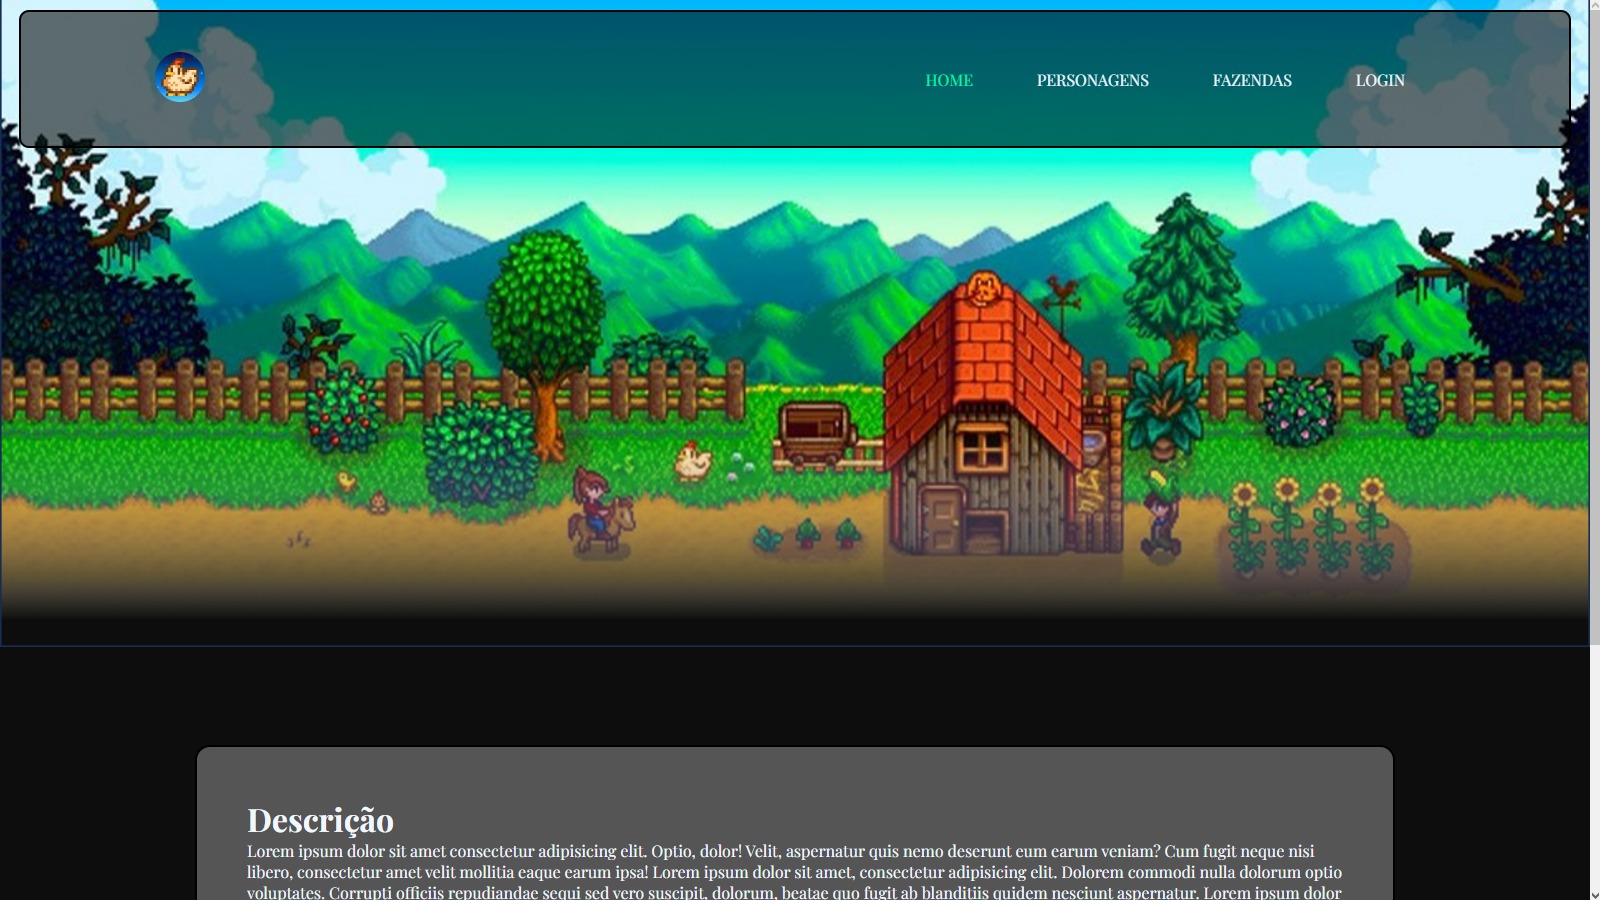 HOME PERSONAGENS FAZENDAS LOGIN
Descrição
Lorem ipsum dolor sit amet consectetur adipisicing elit. Optio, dolor! Velit, aspernatur quis nemo deserunt eum earum veniam? Cum fugit neque nisi
libero, consectetur amet velit mollitia eaque earum ipsa! Lorem ipsum dolor sit amet, consectetur adipisicing elit. Dolorem commodi nulla dolorum optio
voluptates. Corrupti officiis repudiandae sequi sed vero suscipit, dolorum, beatae quo fugit ab blanditiis quidem nesciunt aspernatur. Lorem ipsum dolor